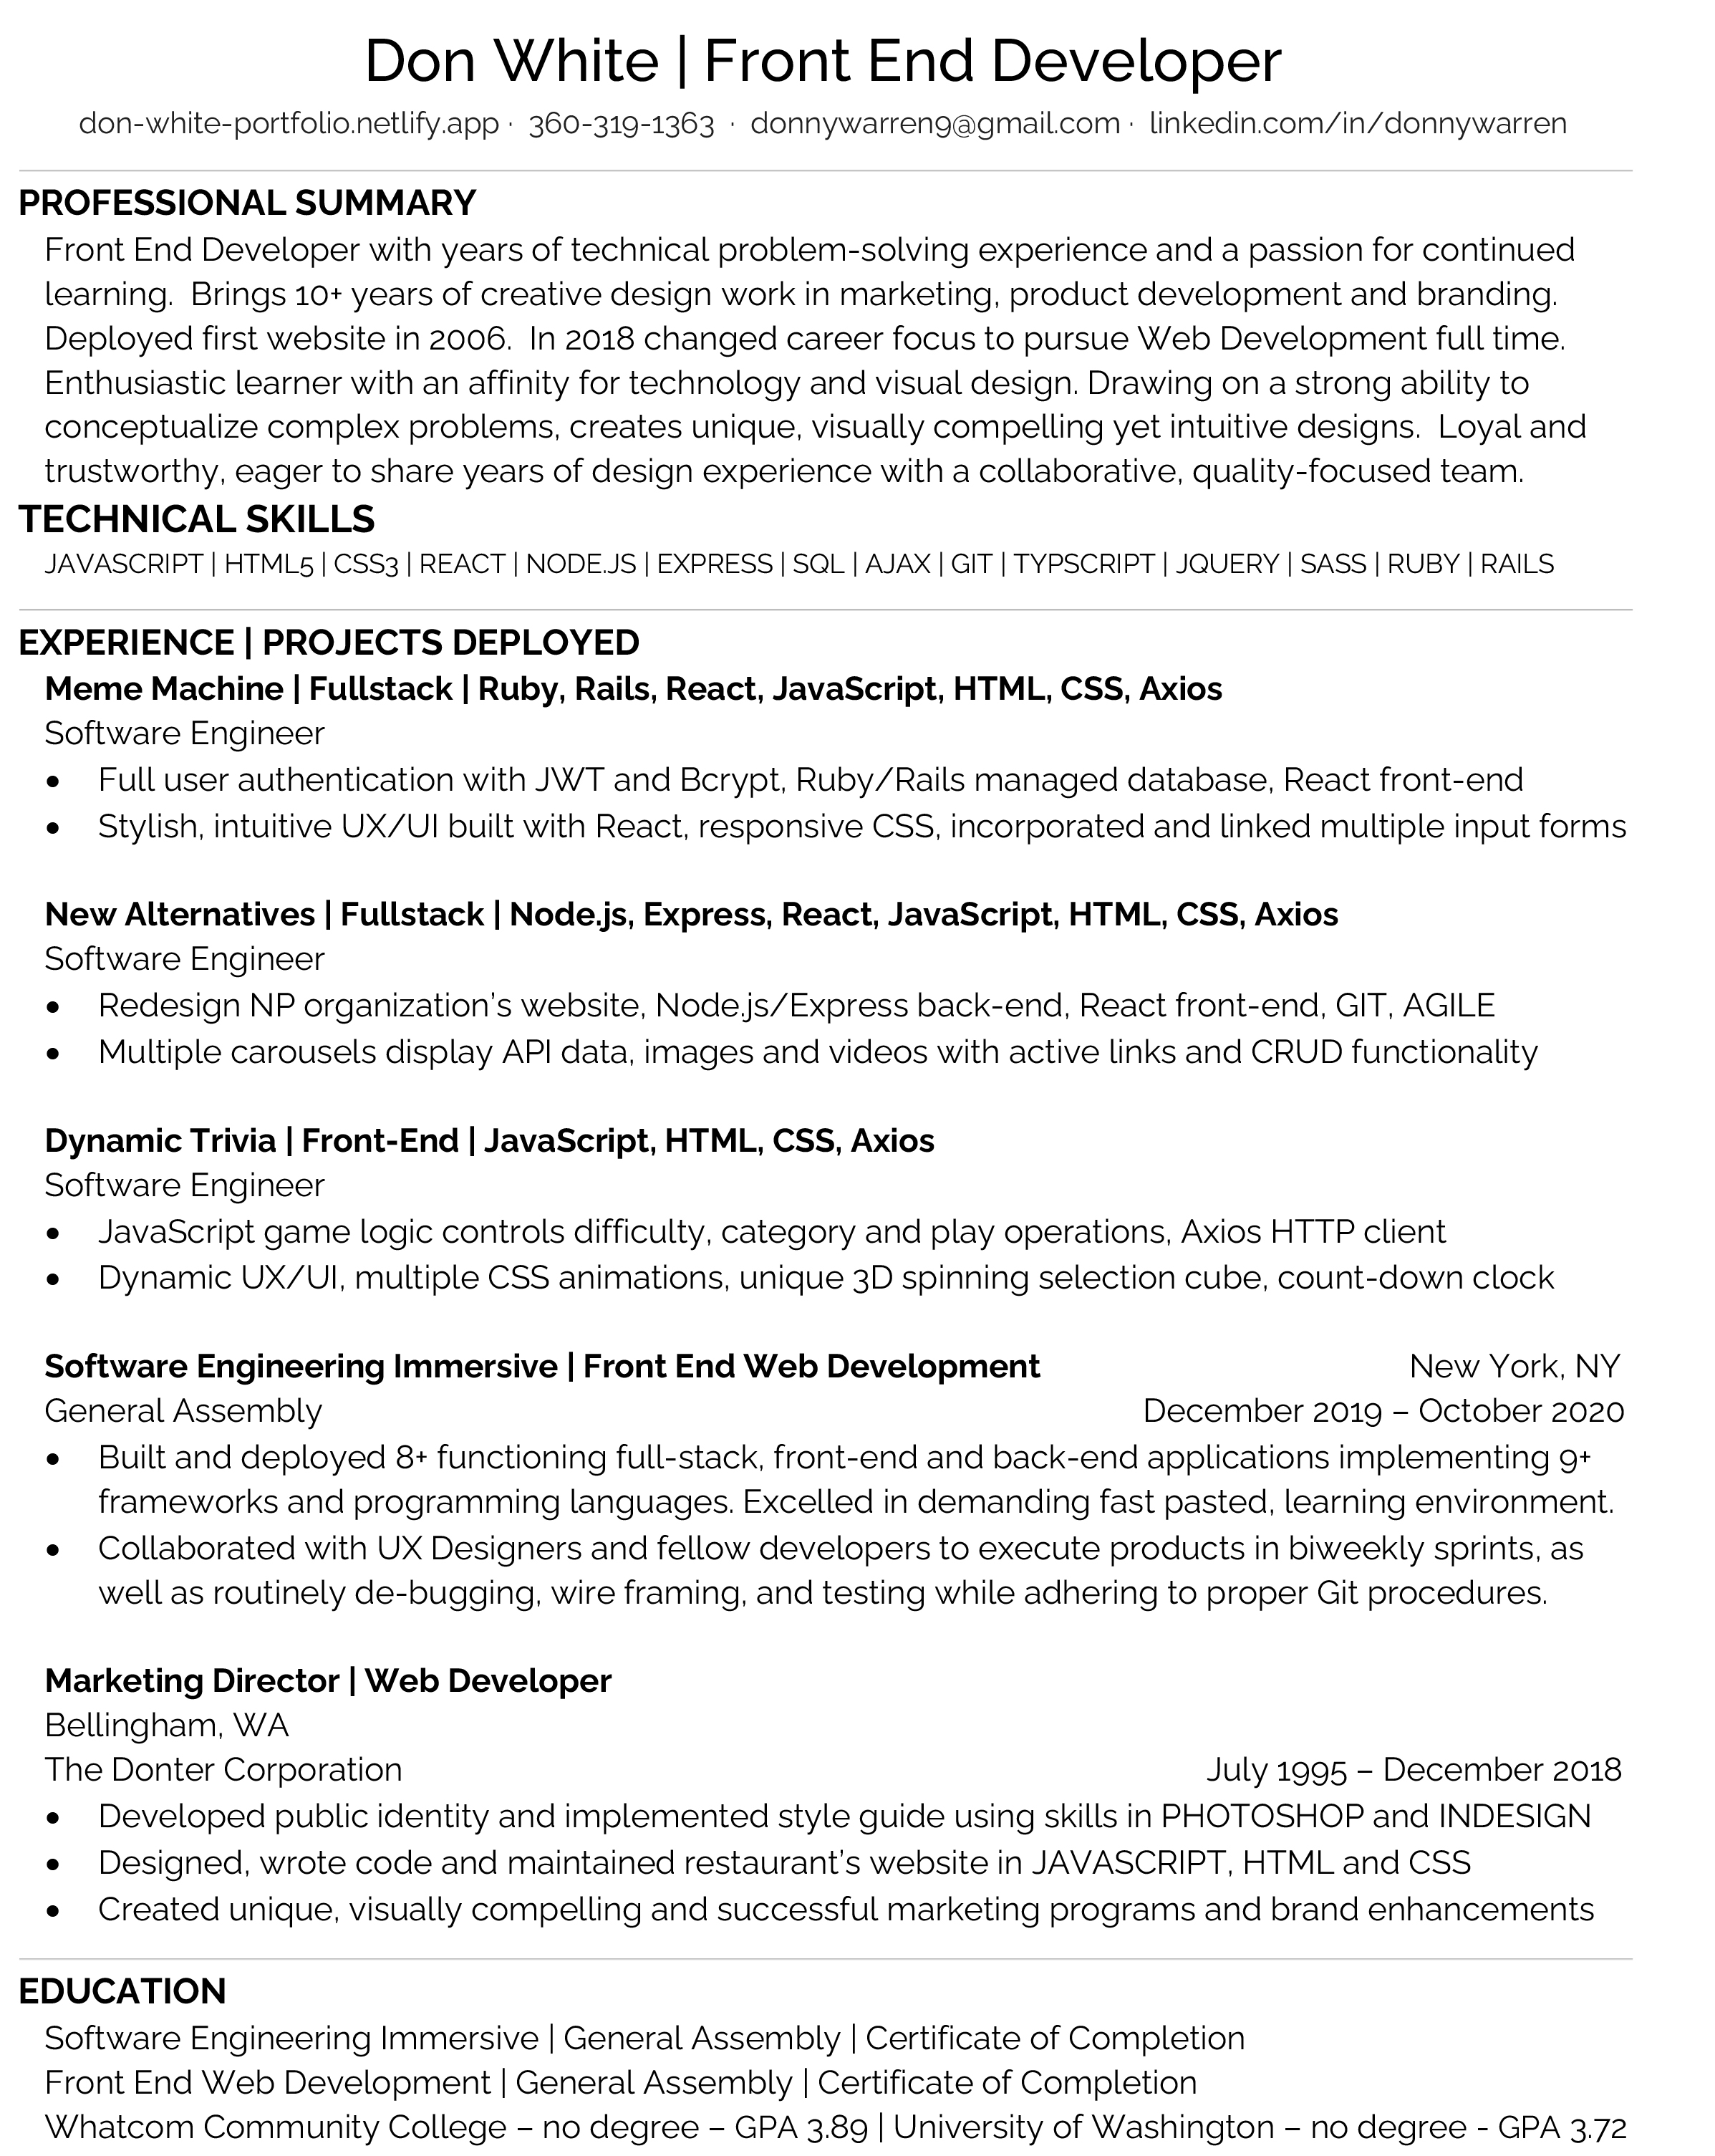 Don White | Front End Developer
don-white-portfolio.netlify.app · 360-319-1363 · donnywarren9@gmail.com · linkedin.com/in/donnywarren
PROFESSIONAL SUMMARY
Front End Developer with years of technical problem-solving experience and a passion for continued
learning.  Brings 10+ years of creative design work in marketing, product development and branding.
Deployed first website in 2006.  In 2018 changed career focus to pursue Web Development full time.
Enthusiastic learner with an affinity for technology and visual design. Drawing on a strong ability to
conceptualize complex problems, creates unique, visually compelling yet intuitive designs.  Loyal and
trustworthy, eager to share years of design experience with a collaborative, quality-focused team.
TECHNICAL SKILLS
JAVASCRIPT | HTML5 | CSS3 | REACT | NODE.JS | EXPRESS | SQL | AJAX | GIT | TYPSCRIPT | JQUERY | SASS | RUBY | RAILS
EXPERIENCE | PROJECTS DEPLOYED
Meme Machine | Fullstack | Ruby, Rails, React, JavaScript, HTML, CSS, Axios
Software Engineer
• Full user authentication with JWT and Bcrypt, Ruby/Rails managed database, React front-end
• Stylish, intuitive UX/UI built with React, responsive CSS, incorporated and linked multiple input forms
New Alternatives | Fullstack | Node.js, Express, React, JavaScript, HTML, CSS, Axios
Software Engineer
• Redesign NP organization's website, Node.js/Express back-end, React front-end, GIT, AGILE
• Multiple carousels display API data, images and videos with active links and CRUD functionality
Dynamic Trivia | Front-End | JavaScript, HTML, CSS, Axios
Software Engineer
• JavaScript game logic controls difficulty, category and play operations, Axios HTTP client
• Dynamic UX/UI, multiple CSS animations, unique 3D spinning selection cube, count-down clock
Software Engineering Immersive | Front End Web Development New York, NY
General Assembly December 2019 – October 2020
• Built and deployed 8+ functioning full-stack, front-end and back-end applications implementing 9+
frameworks and programming languages. Excelled in demanding fast pasted, learning environment.
• Collaborated with UX Designers and fellow developers to execute products in biweekly sprints, as
well as routinely de-bugging, wire framing, and testing while adhering to proper Git procedures.
Marketing Director | Web Developer
Bellingham, WA
The Donter Corporation July 1995 – December 2018
• Developed public identity and implemented style guide using skills in PHOTOSHOP and INDESIGN
• Designed, wrote code and maintained restaurant's website in JAVASCRIPT, HTML and CSS
• Created unique, visually compelling and successful marketing programs and brand enhancements
EDUCATION
Software Engineering Immersive | General Assembly | Certificate of Completion
Front End Web Development | General Assembly | Certificate of Completion
Whatcom Community College – no degree – GPA 3.89 | University of Washington – no degree - GPA 3.72